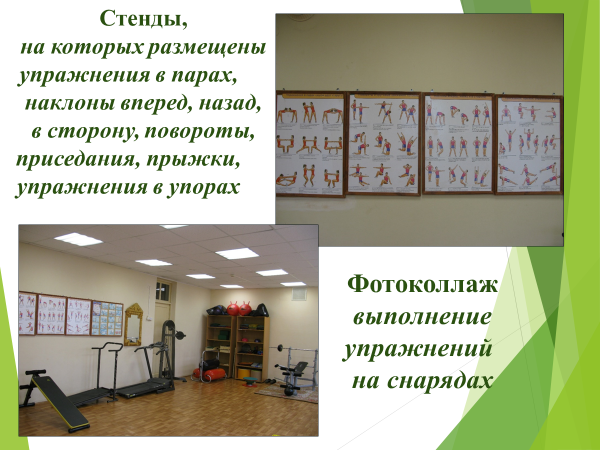 Стенды,
на которых размещены
упражнения в парах,
наклоны вперед, назад,
в сторону, повороты,
приседания, прыжки,
упражнения в упорах
Фотоколлаж
выполнение
упражнений
на снарядах